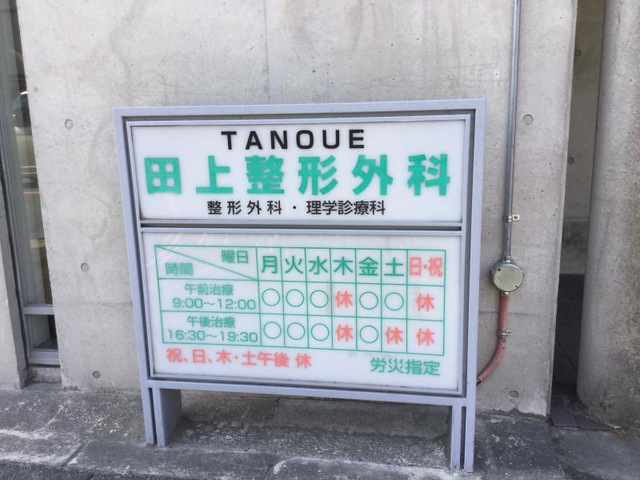 TANOUE
田上整形外科
整形外科・理学診療科
曜日 月 火 水 木 金 土 日・祝
時間
午前治療
9:00～12:00 ○ ○ ○ 休 ○ ○ 休
午後治療
16:30～19:30 ○ ○ ○ 休 ○ 休 休
祝、日、木・土午後 休 労災指定